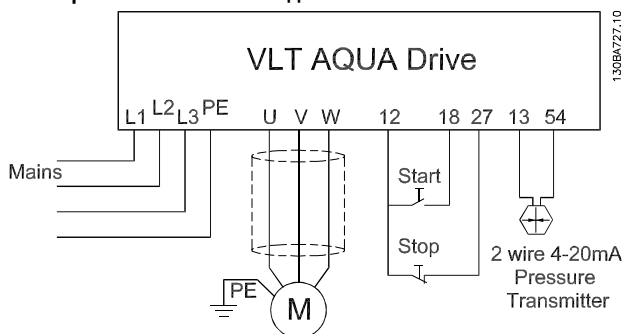 VLT AQUA Drive
130BA727.10
L1 L2 L3 PE U V W 12 18 27 13 54
Mains
Start
Stop
2 wire 4-20mA
Pressure
Transmitter
PE
M